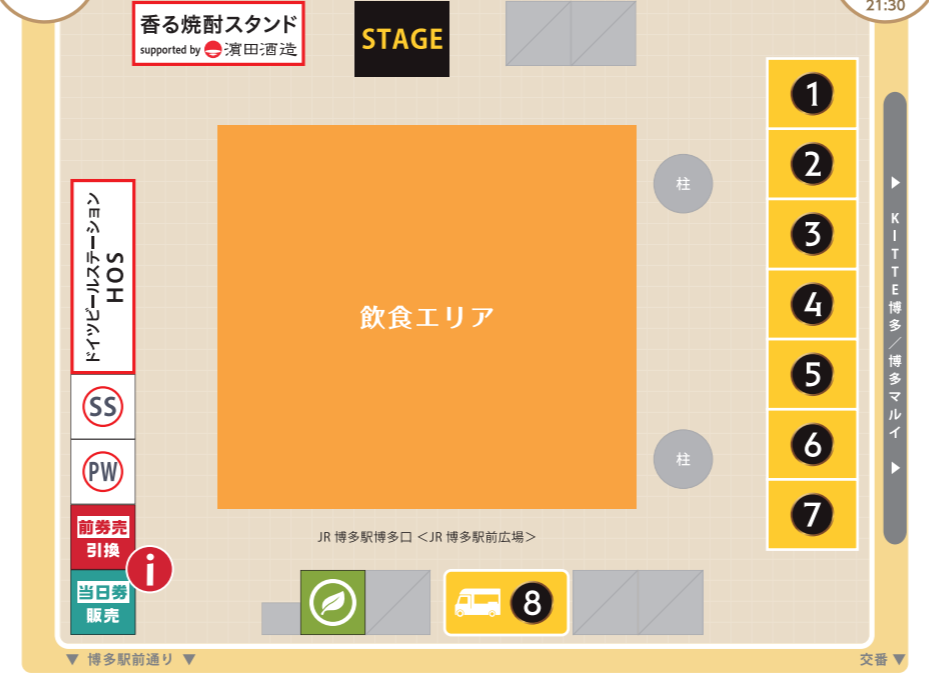 21:30
香る焼酎スタンド
supported by 濵田酒造
STAGE
1
2
3
4
5
6
7
柱
柱
▶ KITTE博多／博多マルイ ▶
飲食エリア
ドイツビールステーション
HOS
SS
PW
前券売
引換
i
当日券
販売
JR 博多駅博多口 ＜JR 博多駅前広場＞
8
▼ 博多駅前通り ▼
交番 ▼